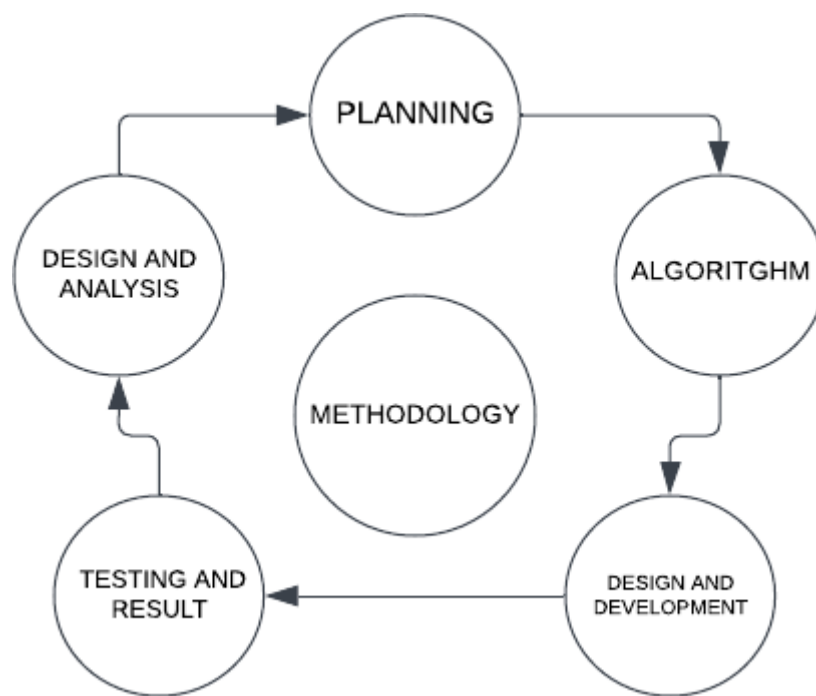 PLANNING
DESIGN AND
ANALYSIS
ALGORITGHM
METHODOLOGY
TESTING AND
RESULT
DESIGN AND
DEVELOPMENT